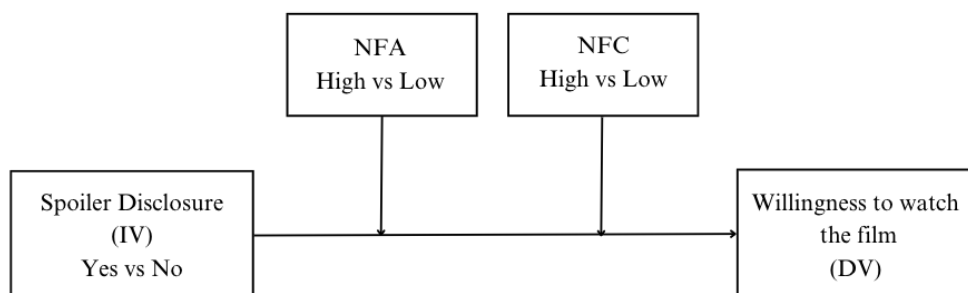 NFA
High vs Low
NFC
High vs Low
Spoiler Disclosure
(IV)
Yes vs No
Willingness to watch
the film
(DV)